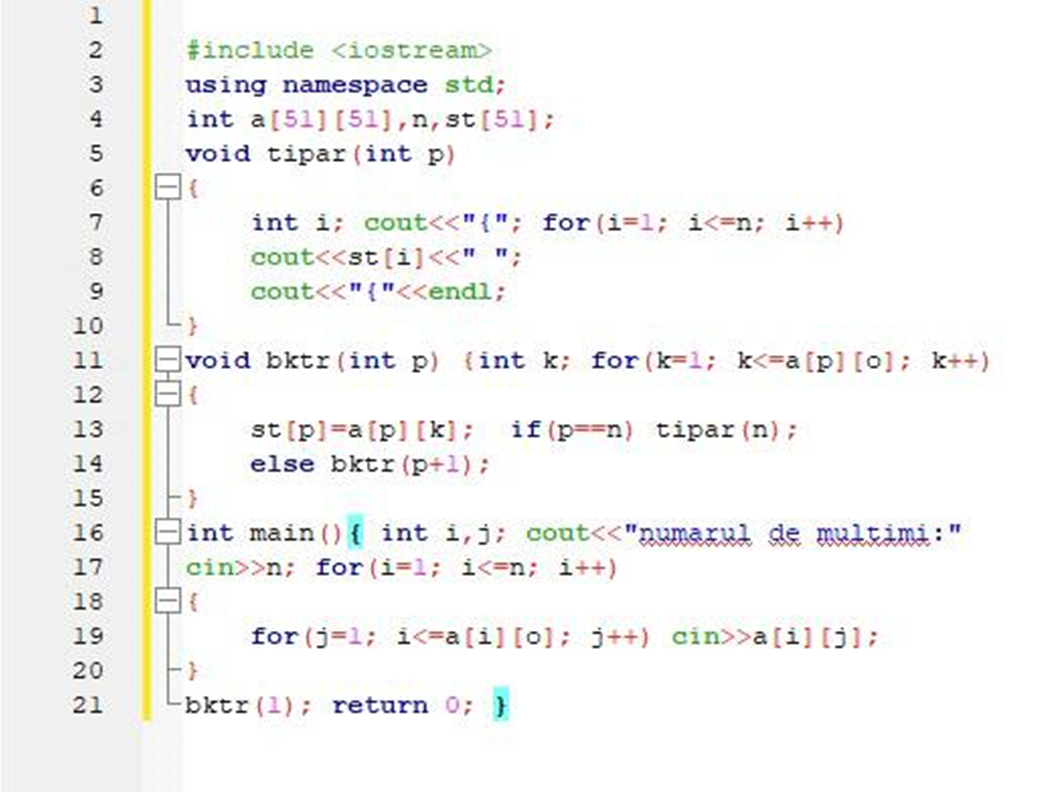 1
2 #include <iostream>
3 using namespace std;
4 int a[51][51],n,st[51];
5 void tipar(int p)
6 {
7 int i; cout<<"{"; for(i=1; i<=n; i++)
8 cout<<st[i]<<" ";
9 cout<<"{"<<endl;
10 }
11 void bktr(int p) {int k; for(k=1; k<=a[p][o]; k++)
12 {
13 st[p]=a[p][k]; if(p==n) tipar(n);
14 else bktr(p+1);
15 }
16 int main(){ int i,j; cout<<"numarul de multimi:"
17 cin>>n; for(i=1; i<=n; i++)
18 {
19 for(j=1; i<=a[i][o]; j++) cin>>a[i][j];
20 }
21 bktr(1); return 0; }